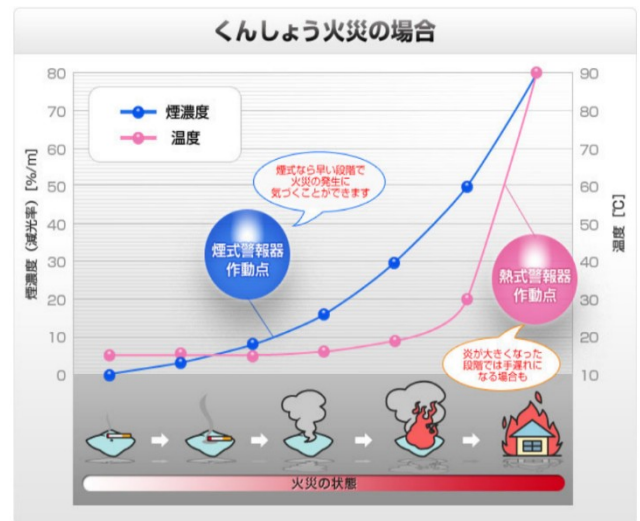 くんしょう火災の場合
煙濃度
温度
煙濃度(減光率)[%/m]
温度[℃]
80
70
60
50
40
30
20
10
0
90
80
70
60
50
40
30
20
10
煙式なら早い段階で
火災の発生に
気づくことができます
煙式警報器
作動点
熱式警報器
作動点
炎が大きくなった
段階では手遅れに
なる場合も
火災の状態